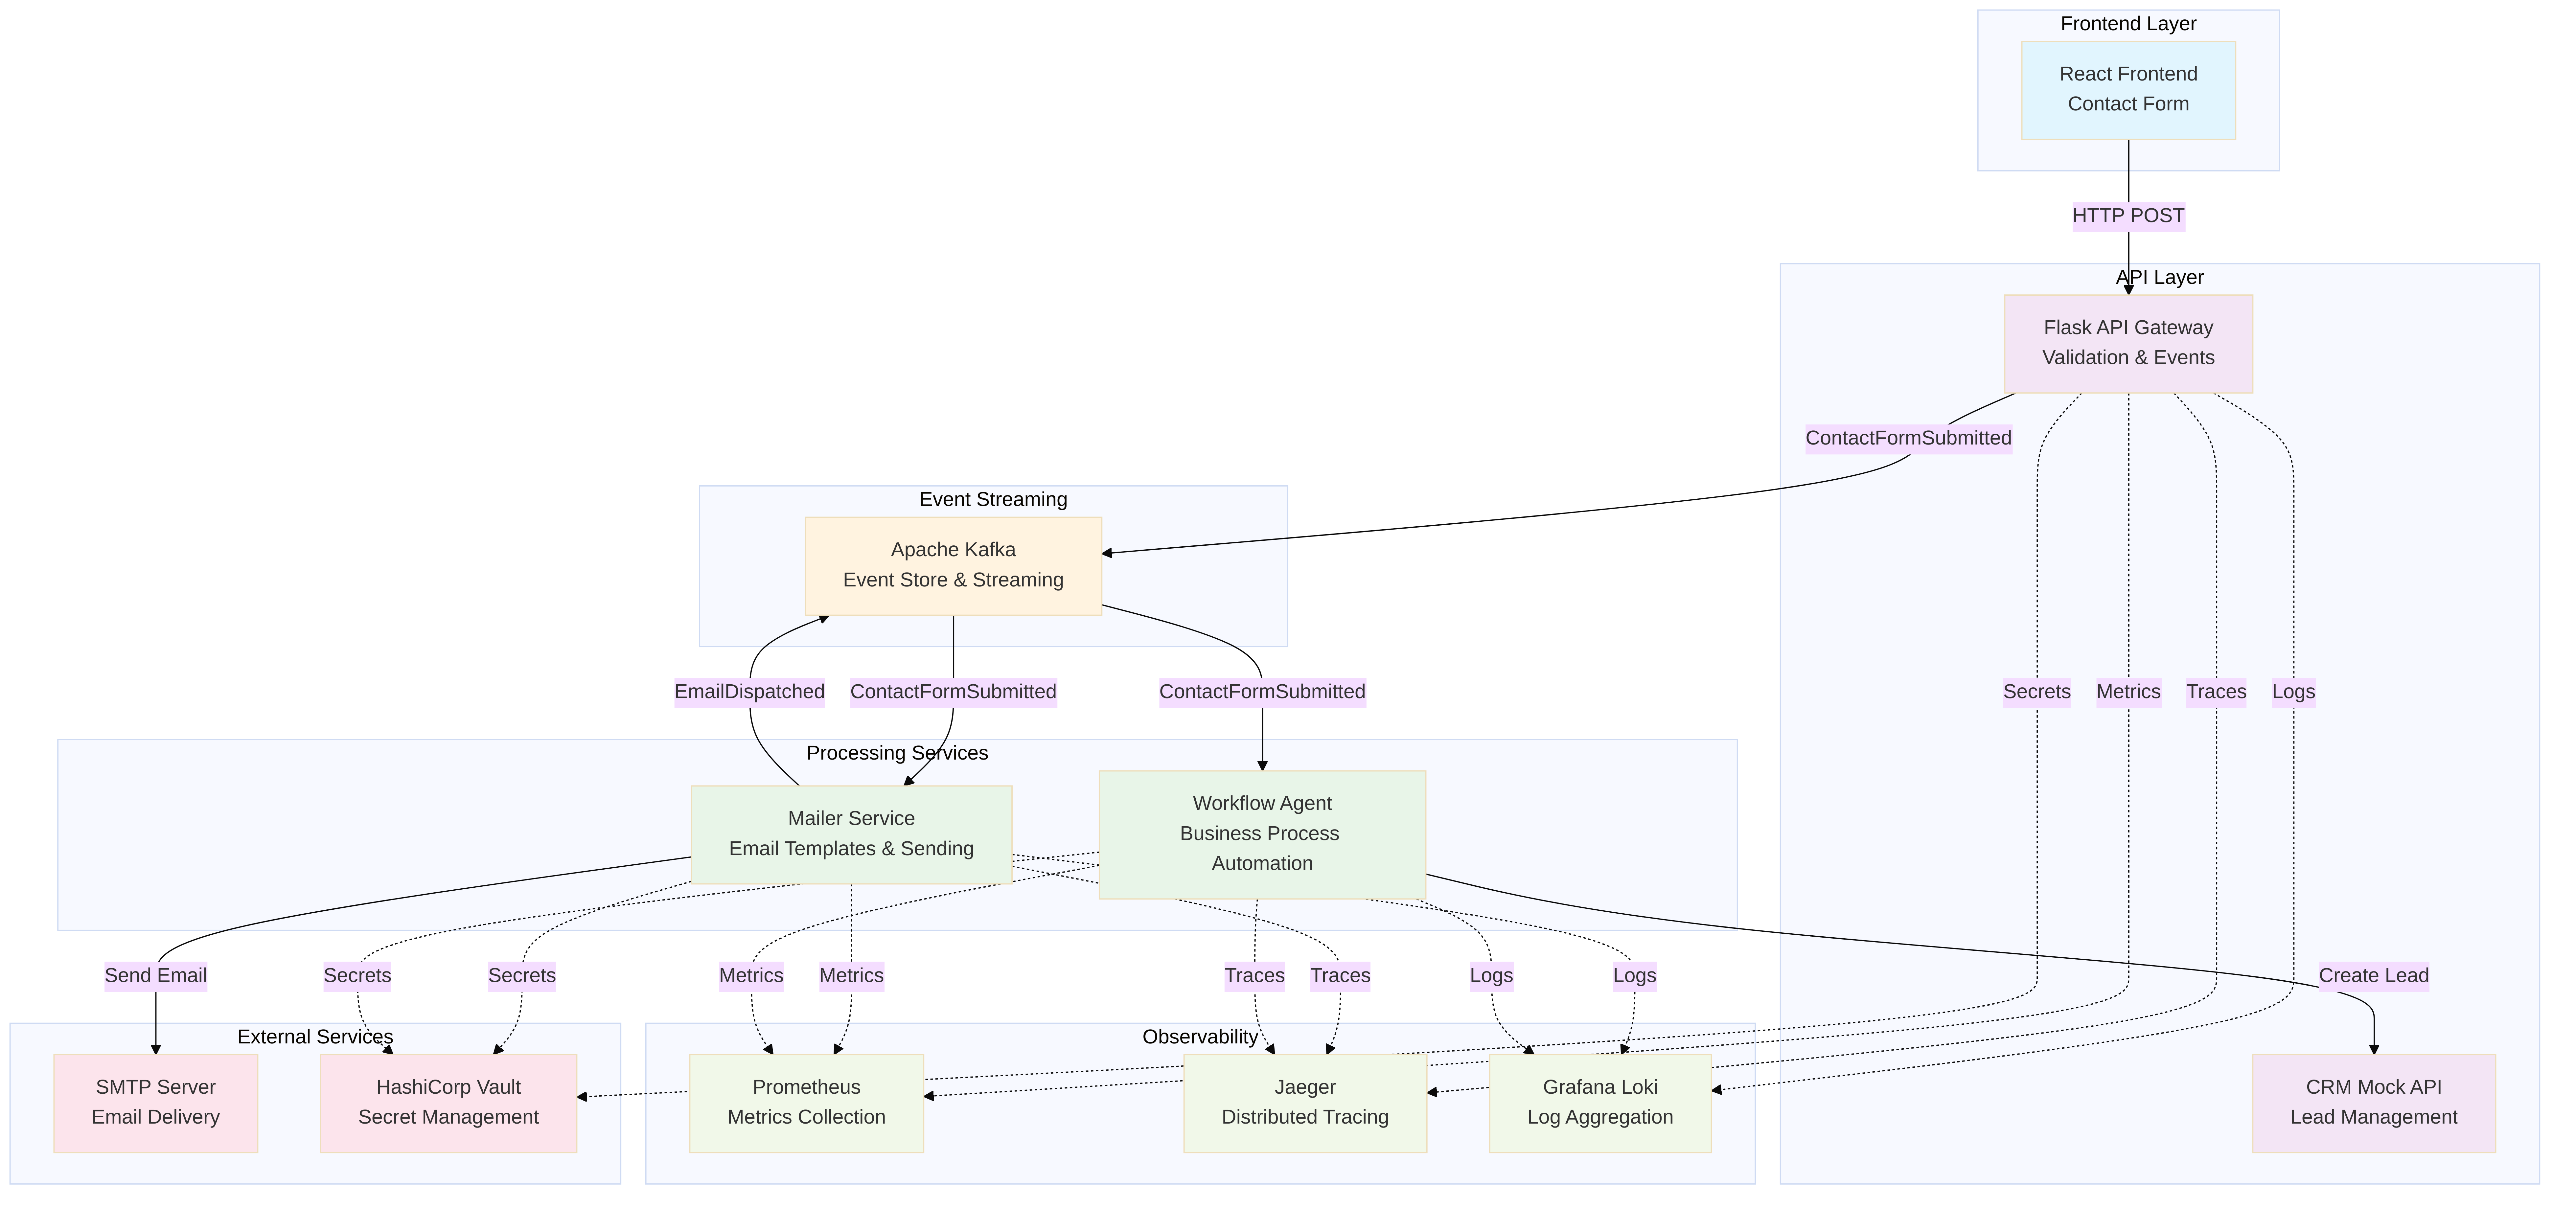 Frontend Layer
React Frontend
Contact Form
HTTP POST
API Layer
Flask API Gateway
Validation & Events
ContactFormSubmitted
Event Streaming
Apache Kafka
Event Store & Streaming
EmailDispatched
ContactFormSubmitted
ContactFormSubmitted
Secrets
Metrics
Traces
Logs
Processing Services
Mailer Service
Email Templates & Sending
Workflow Agent
Business Process
Automation
Send Email
Secrets
Secrets
Metrics
Metrics
Traces
Traces
Logs
Logs
Create Lead
External Services
SMTP Server
Email Delivery
HashiCorp Vault
Secret Management
Observability
Prometheus
Metrics Collection
Jaeger
Distributed Tracing
Grafana Loki
Log Aggregation
CRM Mock API
Lead Management